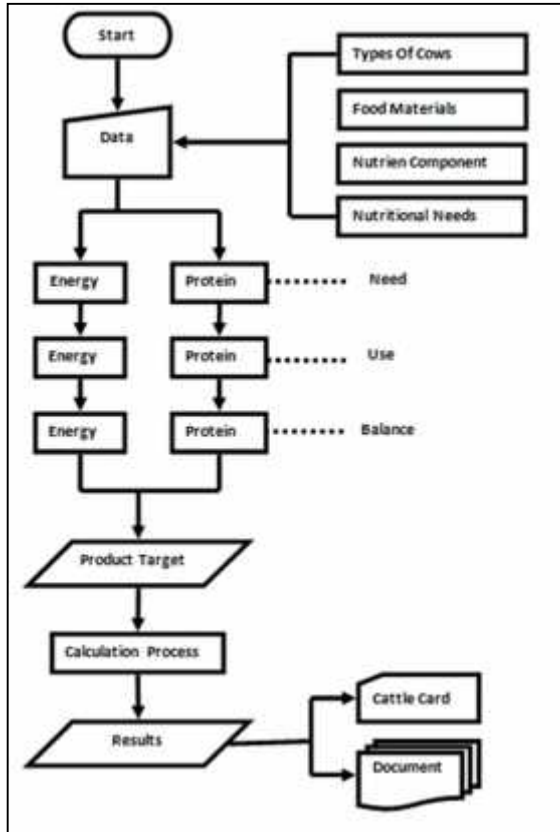 Start
Types Of Cows
Data
Food Materials
Nutrien Component
Nutritional Needs
Energy
Protein
Need
Energy
Protein
Use
Energy
Protein
Balance
Product Target
Calculation Process
Results
Cattle Card
Document